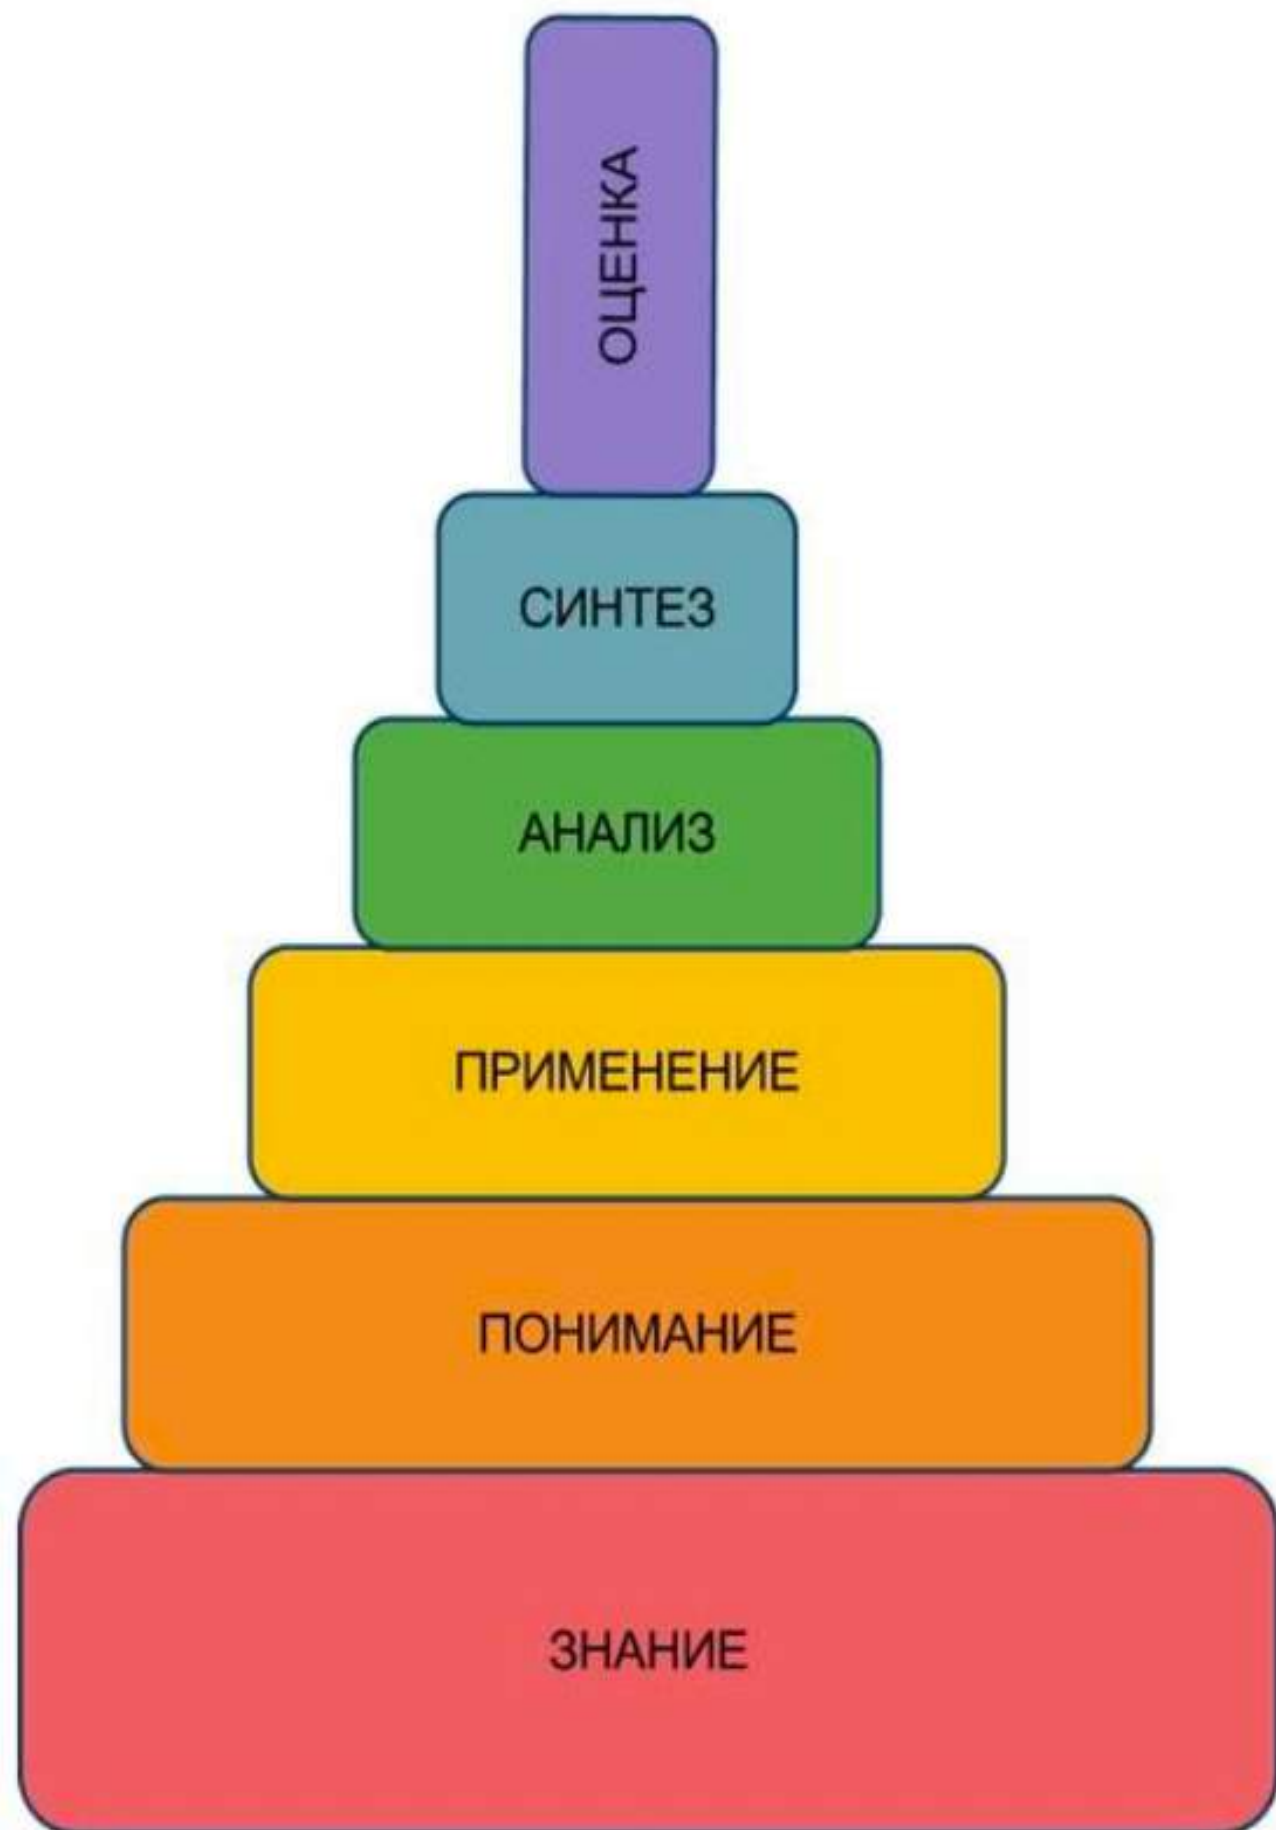 ОЦЕНКА
СИНТЕЗ
АНАЛИЗ
ПРИМЕНЕНИЕ
ПОНИМАНИЕ
ЗНАНИЕ